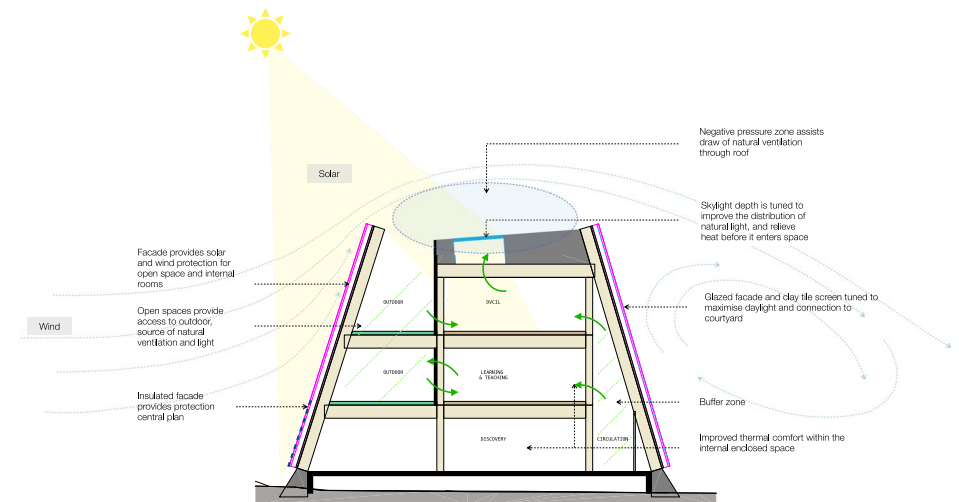 Negative pressure zone assists
draw of natural ventilation
through roof
Solar
Skylight depth is tuned to
improve the distribution of
natural light, and relieve
heat before it enters space
Facade provides solar
and wind protection for
open space and internal
rooms
Glazed facade and clay tile screen tuned to
maximise daylight and connection to
courtyard
OUTDOOR
DVCIL
Open spaces provide
access to outdoor,
source of natural
ventilation and light
Wind
OUTDOOR
LEARNING
& TEACHING
Insulated facade
provides protection
central plan
Buffer zone
DISCOVERY
CIRCULATION
Improved thermal comfort within the
internal enclosed space